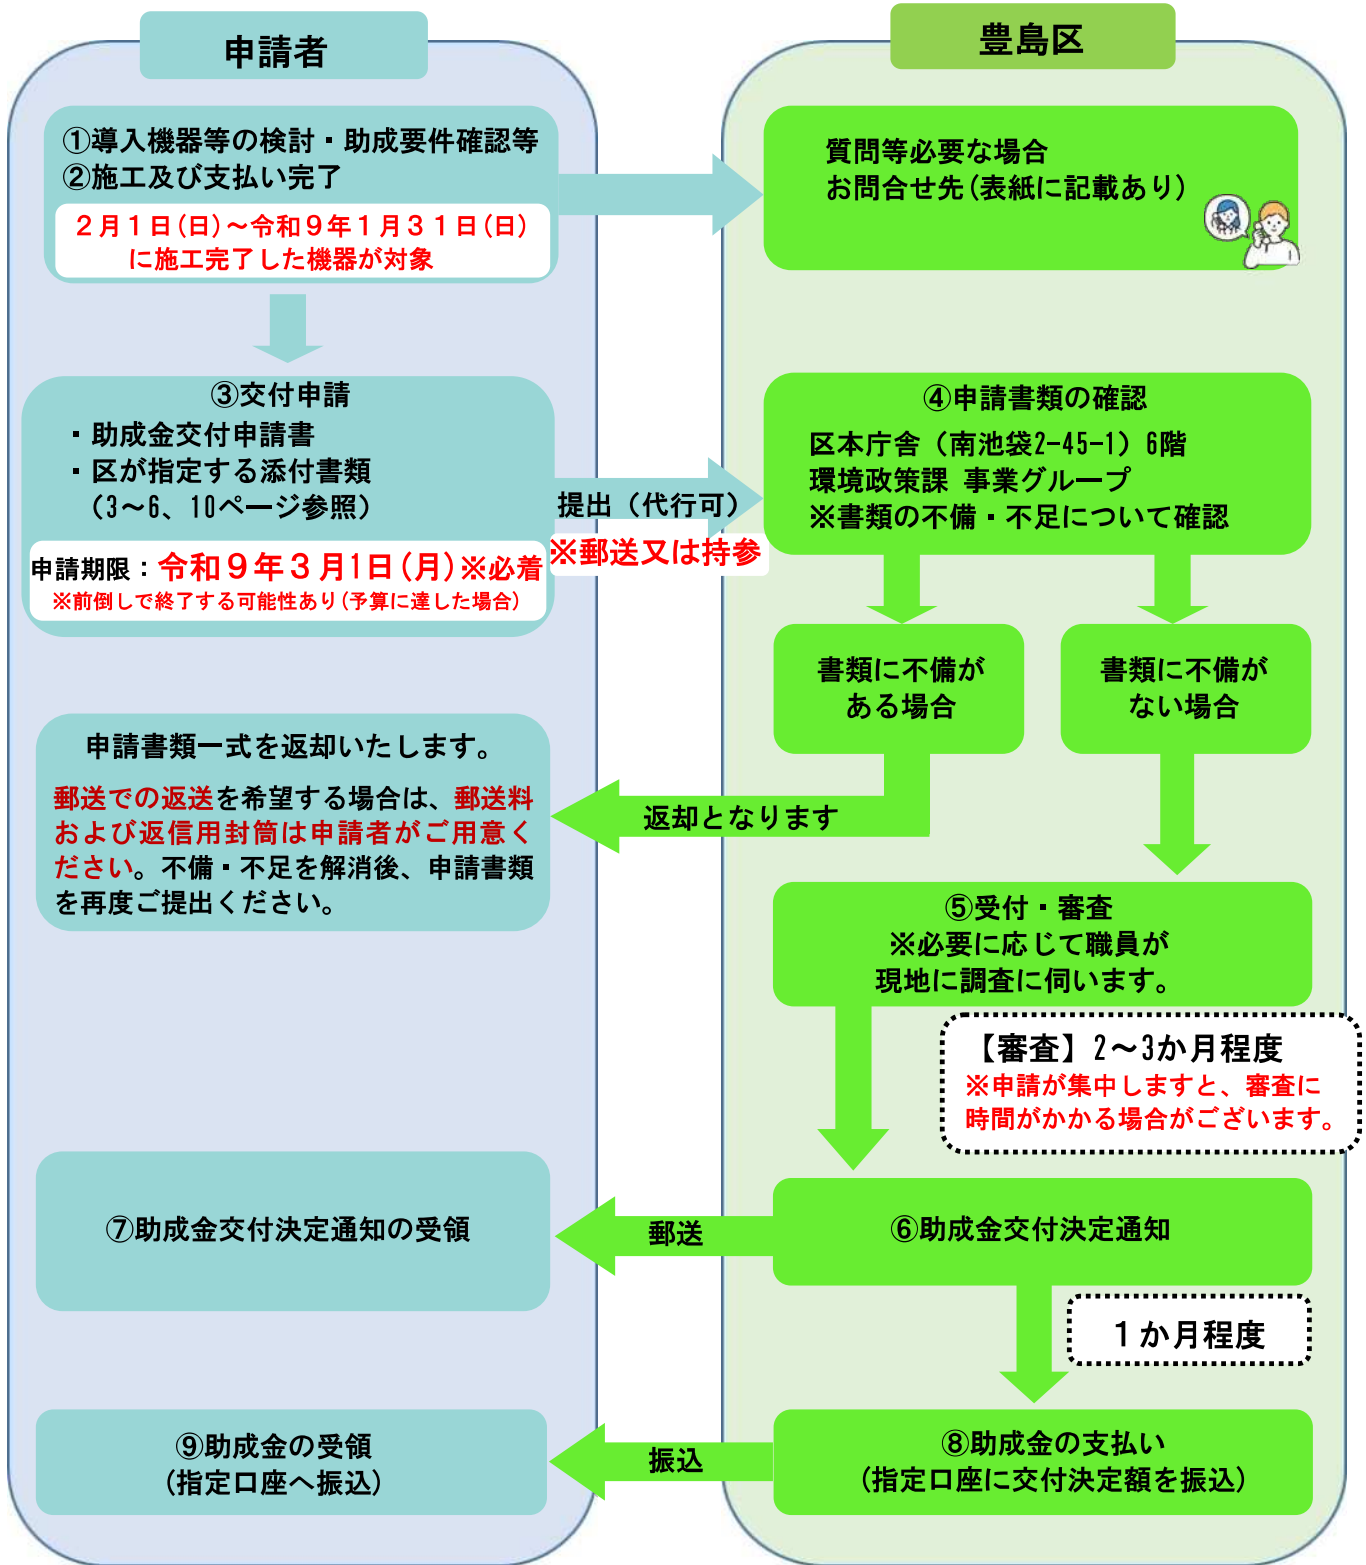 申請者
豊島区
①導入機器等の検討・助成要件確認等
②施工及び支払い完了
２月１日(日)～令和９年１月３１日(日)
に施工完了した機器が対象
質問等必要な場合
お問合せ先(表紙に記載あり)
③交付申請
・助成金交付申請書
・区が指定する添付書類
（3～6、10ページ参照）
申請期限：令和９年３月1日(月)※必着
※前倒しで終了する可能性あり(予算に達した場合)
提出（代行可）
※郵送又は持参
④申請書類の確認
区本庁舎（南池袋2-45-1）6階
環境政策課 事業グループ
※書類の不備・不足について確認
書類に不備が
ある場合
書類に不備が
ない場合
返却となります
申請書類一式を返却いたします。
郵送での返送を希望する場合は、郵送料
および返信用封筒は申請者がご用意く
ださい。不備・不足を解消後、申請書類
を再度ご提出ください。
⑤受付・審査
※必要に応じて職員が
現地に調査に伺います。
【審査】2～3か月程度
※申請が集中しますと、審査に
時間がかかる場合がございます。
⑥助成金交付決定通知
郵送
⑦助成金交付決定通知の受領
１か月程度
⑧助成金の支払い
(指定口座に交付決定額を振込)
振込
⑨助成金の受領
(指定口座へ振込)